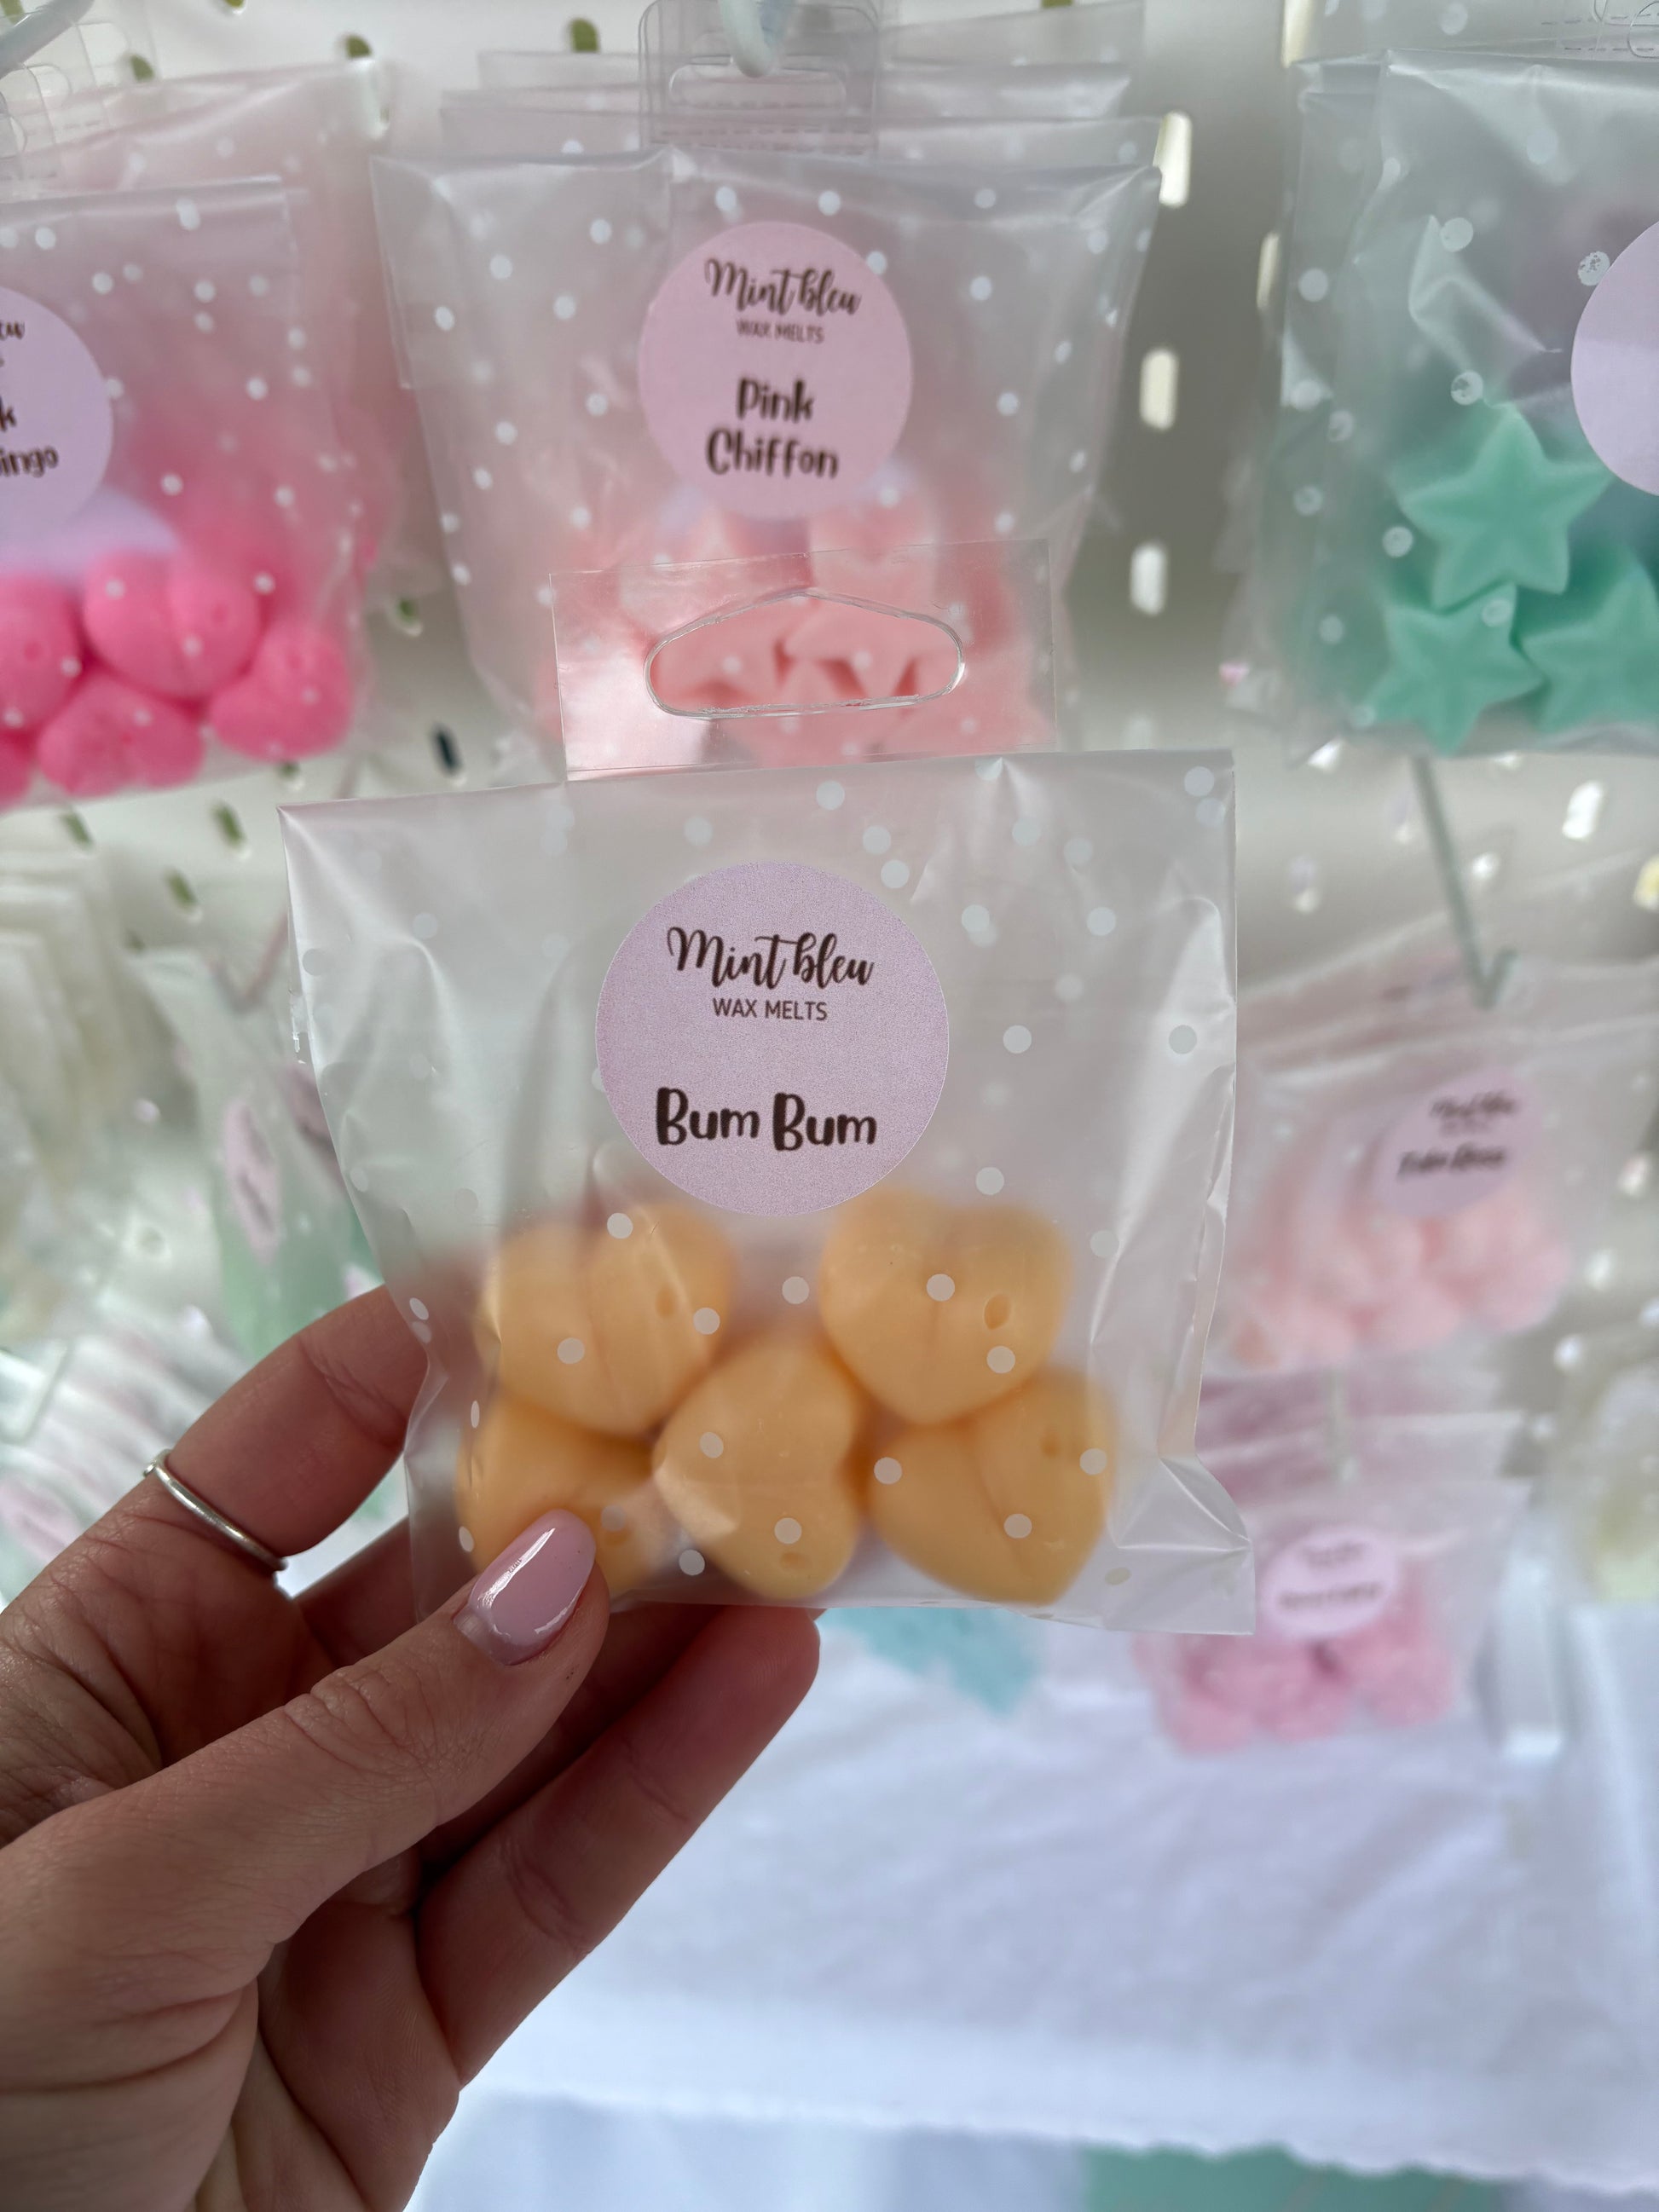 Mint bleu
WAX MELTS
Pink
Chiffon
Mint bleu
WAX MELTS
Bum Bum